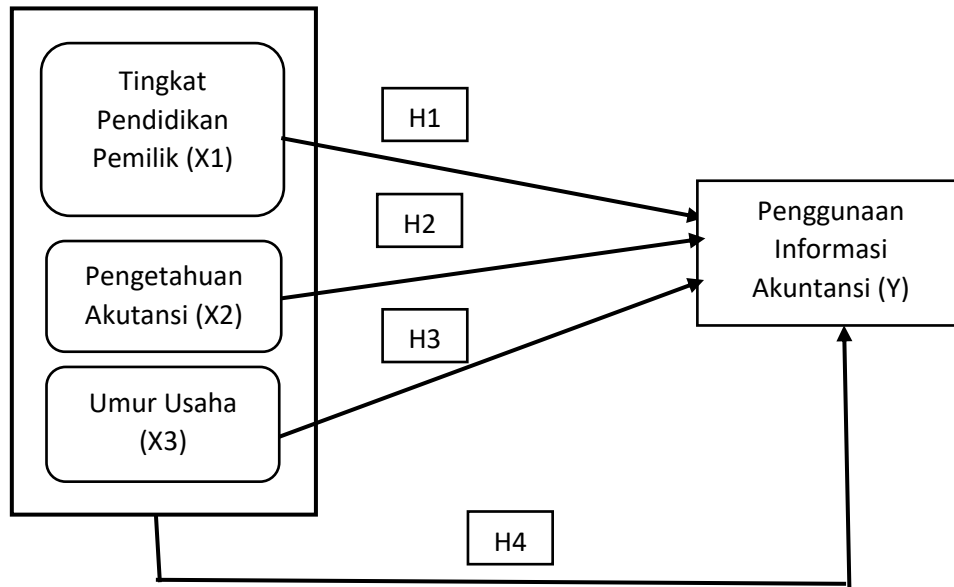 Tingkat
Pendidikan
Pemilik (X1)
Pengetahuan
Akutansi (X2)
Umur Usaha
(X3)
H1
H2
H3
H4
Penggunaan
Informasi
Akuntansi (Y)